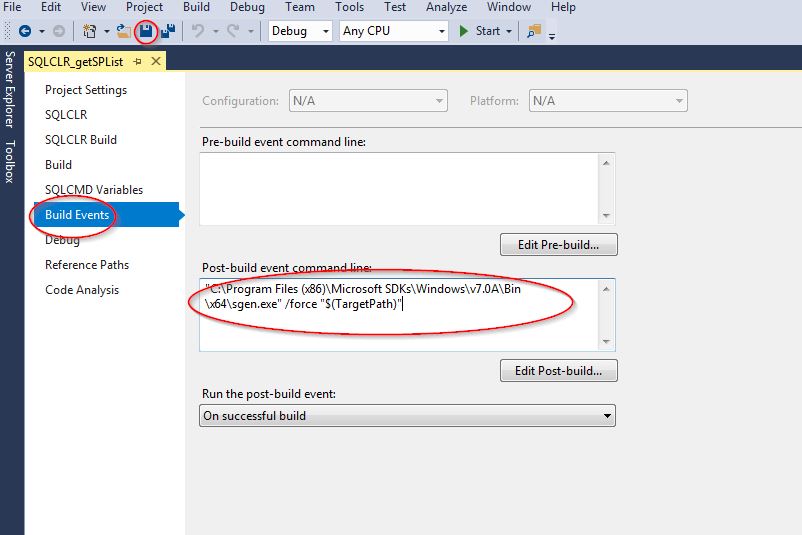 File Edit View Project Build Debug Team Tools Test Analyze Window Help
Debug Any CPU Start
Server Explorer
Toolbox
SQLCLR_getSPList
Project Settings
SQLCLR
SQLCLR Build
Build
SQLCMD Variables
Build Events
Debug
Reference Paths
Code Analysis
Configuration: N/A Platform: N/A
Pre-build event command line:
Edit Pre-build...
Post-build event command line:
"C:\Program Files (x86)\Microsoft SDKs\Windows\v7.0A\Bin
\x64\sgen.exe" /force "$(TargetPath)"
Edit Post-build...
Run the post-build event:
On successful build